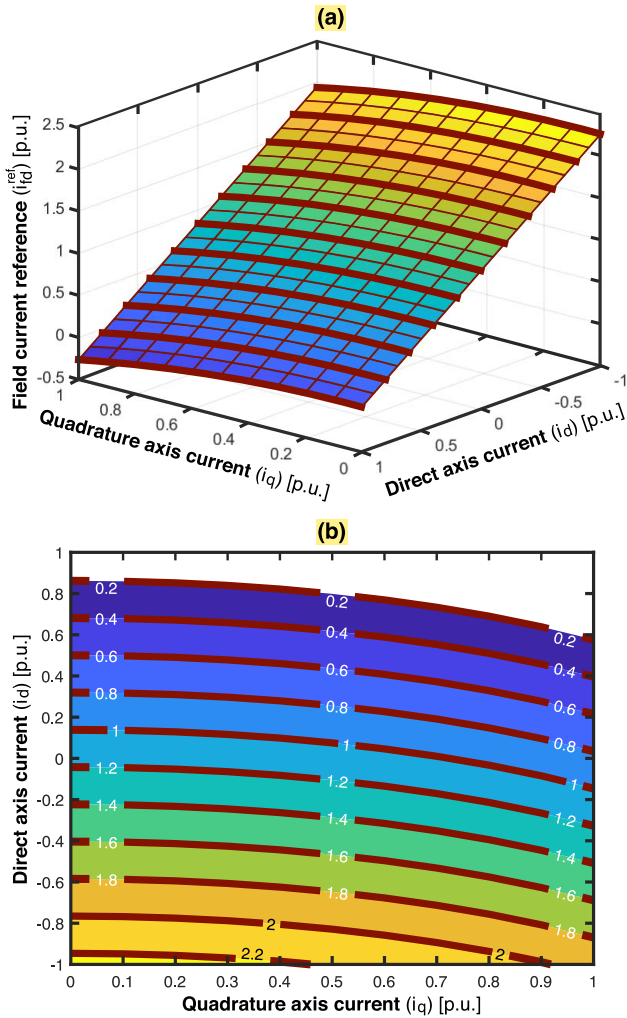 (a)
2.5
2
1.5
1
0.5
0
-0.5
Field current reference (i_fd^ref) [p.u.]
1
0.8
0.6
0.4
0.2
0
Quadrature axis current (iq) [p.u.]
-1
-0.5
0
0.5
1
Direct axis current (id) [p.u.]
(b)
1
0.8
0.6
0.4
0.2
0
-0.2
-0.4
-0.6
-0.8
-1
Direct axis current (id) [p.u.]
0.2 0.2 0.2
0.4 0.4 0.4
0.6 0.6 0.6
0.8 0.8 0.8
1 1 1
1.2 1.2 1.2
1.4 1.4 1.4
1.6 1.6 1.6
1.8 1.8 1.8
2 2
2.2
0 0.1 0.2 0.3 0.4 0.5 0.6 0.7 0.8 0.9 1
Quadrature axis current (iq) [p.u.]